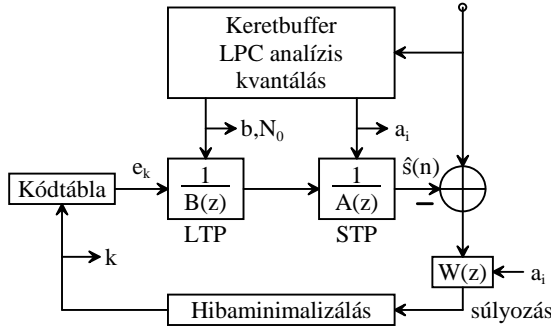 Keretbuffer
LPC analízis
kvantálás
b,N₀
aᵢ
eₖ
ŝ(n)
Kódtábla
1
B(z)
1
A(z)
−
LTP
STP
k
W(z)
aᵢ
Hibaminimalizálás
súlyozás